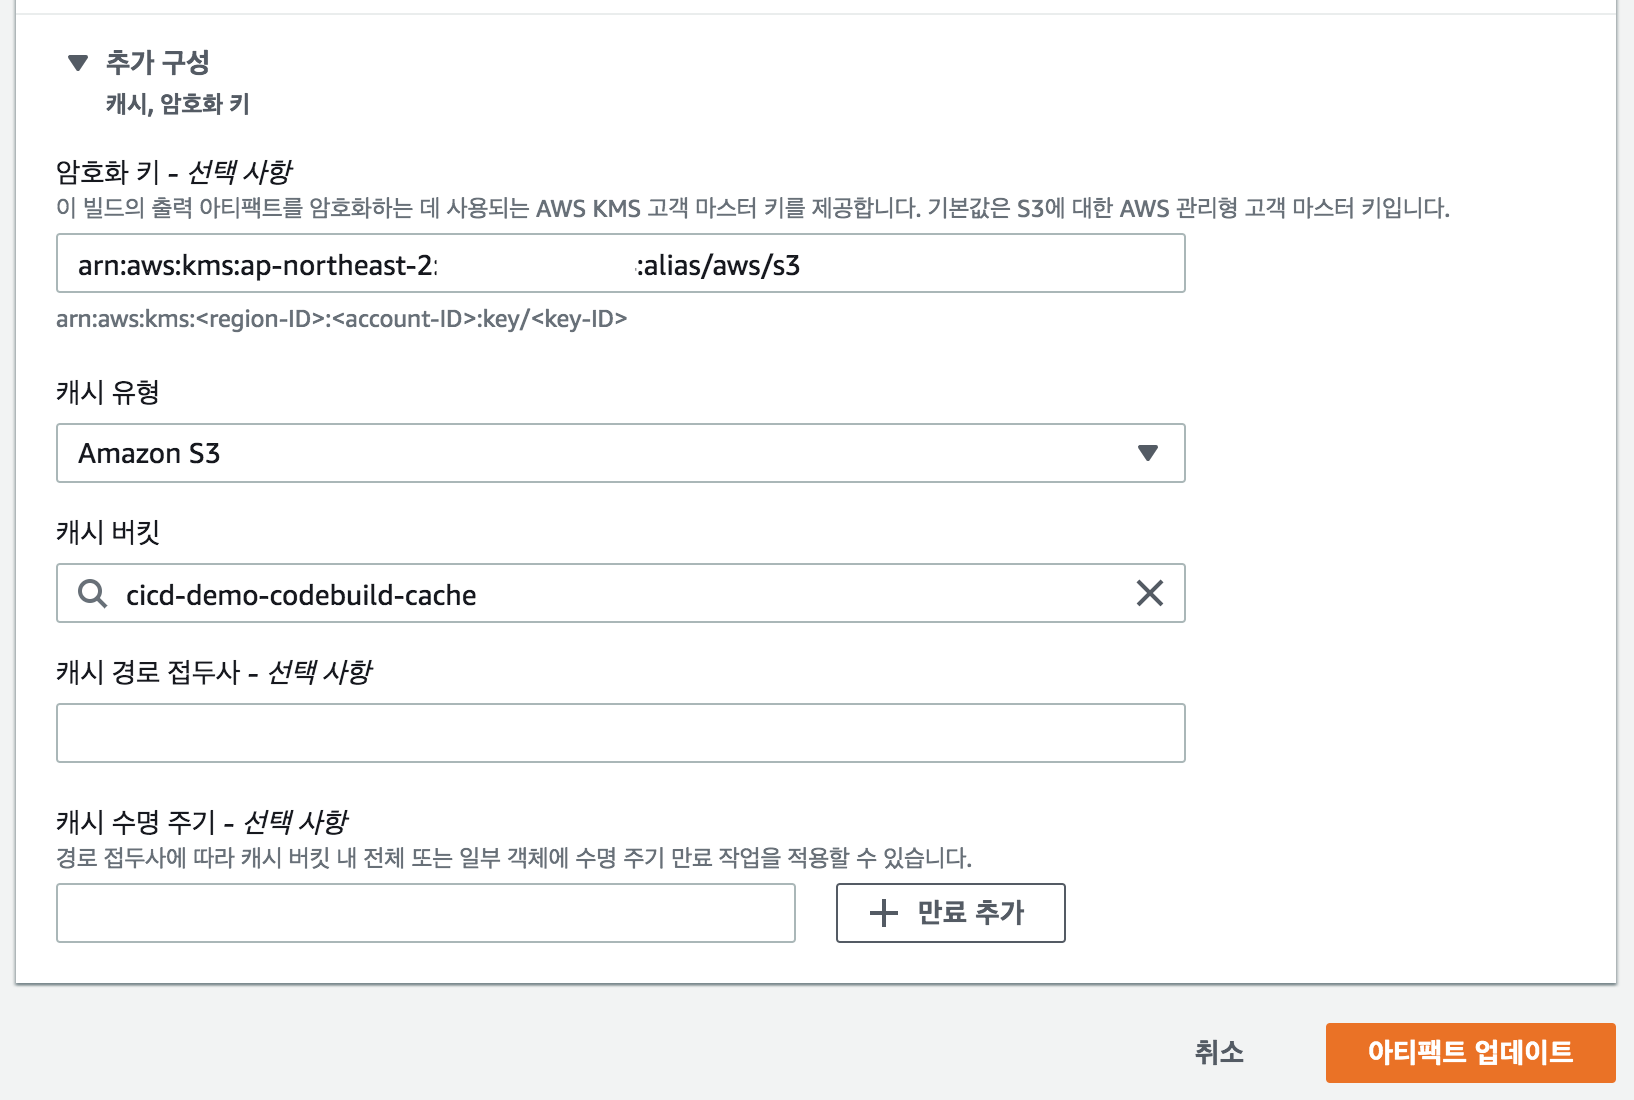 추가 구성
캐시, 암호화 키
암호화 키 - 선택 사항
이 빌드의 출력 아티팩트를 암호화하는 데 사용되는 AWS KMS 고객 마스터 키를 제공합니다. 기본값은 S3에 대한 AWS 관리형 고객 마스터 키입니다.
arn:aws:kms:ap-northeast-2: :alias/aws/s3
arn:aws:kms:<region-ID>:<account-ID>:key/<key-ID>
캐시 유형
Amazon S3
캐시 버킷
cicd-demo-codebuild-cache
캐시 경로 접두사 - 선택 사항
캐시 수명 주기 - 선택 사항
경로 접두사에 따라 캐시 버킷 내 전체 또는 일부 객체에 수명 주기 만료 작업을 적용할 수 있습니다.
만료 추가
취소
아티팩트 업데이트